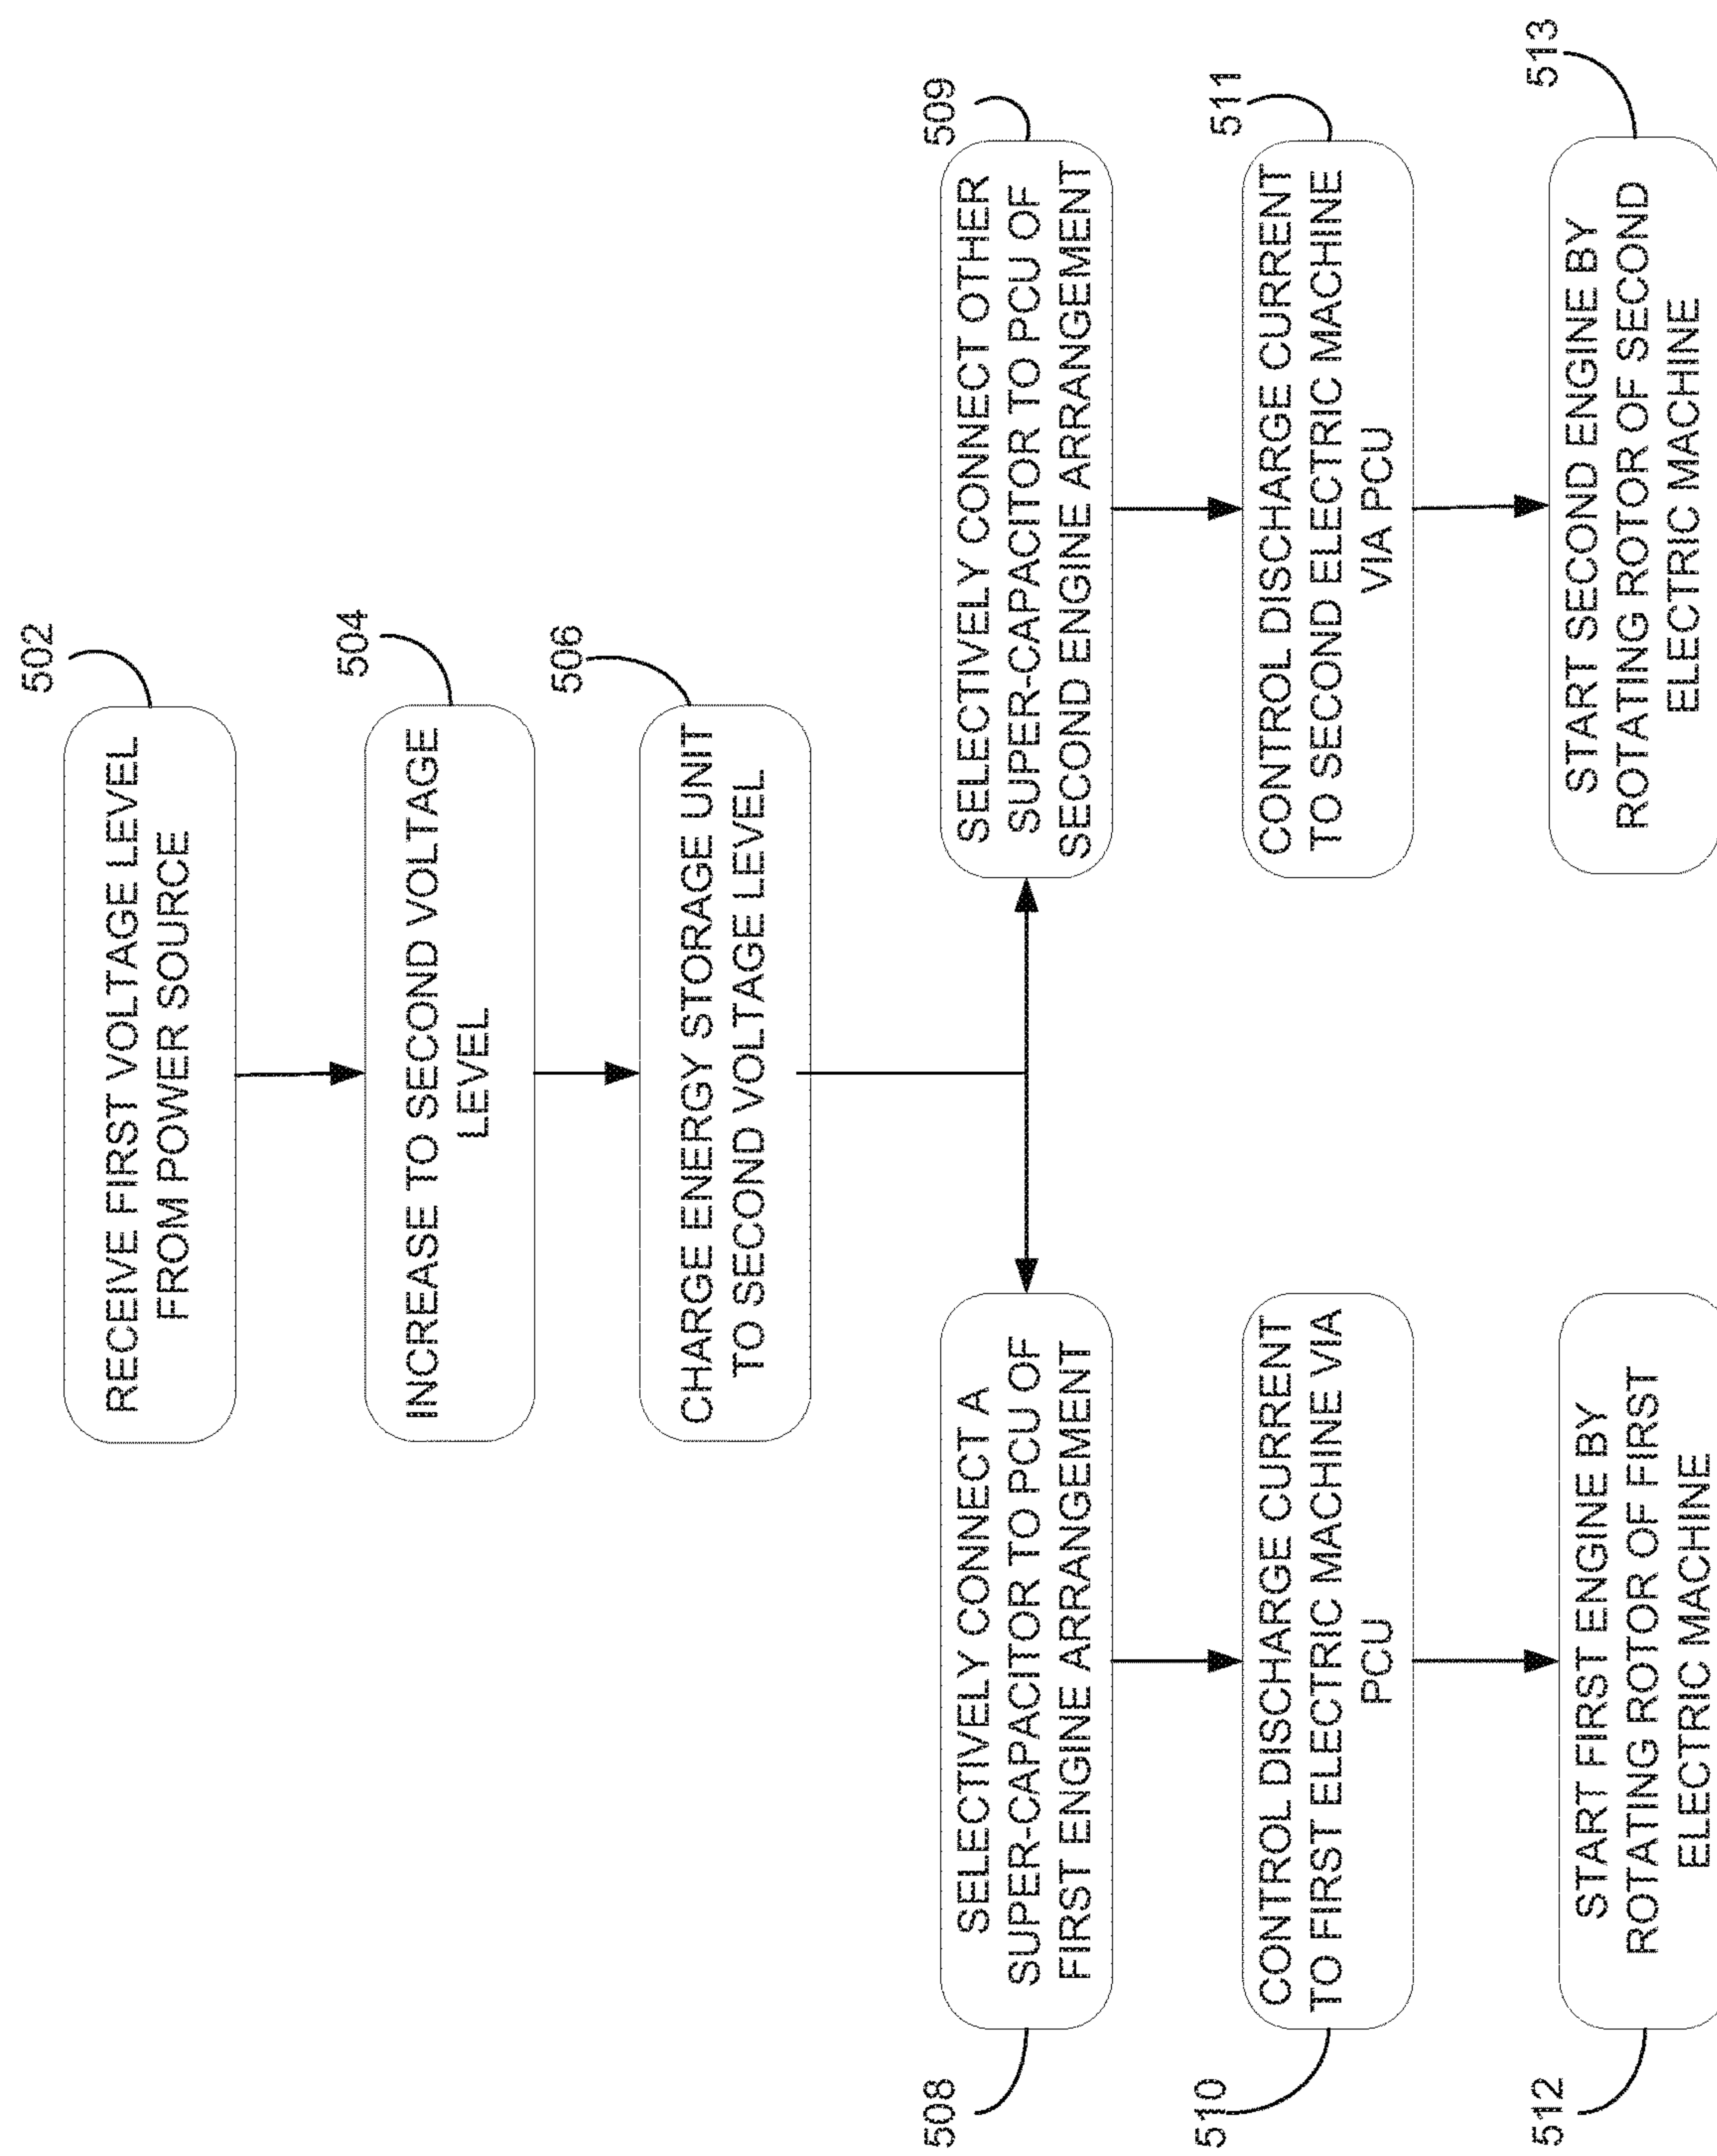 502
RECEIVE FIRST VOLTAGE LEVEL
FROM POWER SOURCE
504
INCREASE TO SECOND VOLTAGE
LEVEL
506
CHARGE ENERGY STORAGE UNIT
TO SECOND VOLTAGE LEVEL
508
SELECTIVELY CONNECT A
SUPER-CAPACITOR TO PCU OF
FIRST ENGINE ARRANGEMENT
509
SELECTIVELY CONNECT OTHER
SUPER-CAPACITOR TO PCU OF
SECOND ENGINE ARRANGEMENT
510
CONTROL DISCHARGE CURRENT
TO FIRST ELECTRIC MACHINE VIA
PCU
511
CONTROL DISCHARGE CURRENT
TO SECOND ELECTRIC MACHINE
VIA PCU
512
START FIRST ENGINE BY
ROTATING ROTOR OF FIRST
ELECTRIC MACHINE
513
START SECOND ENGINE BY
ROTATING ROTOR OF SECOND
ELECTRIC MACHINE